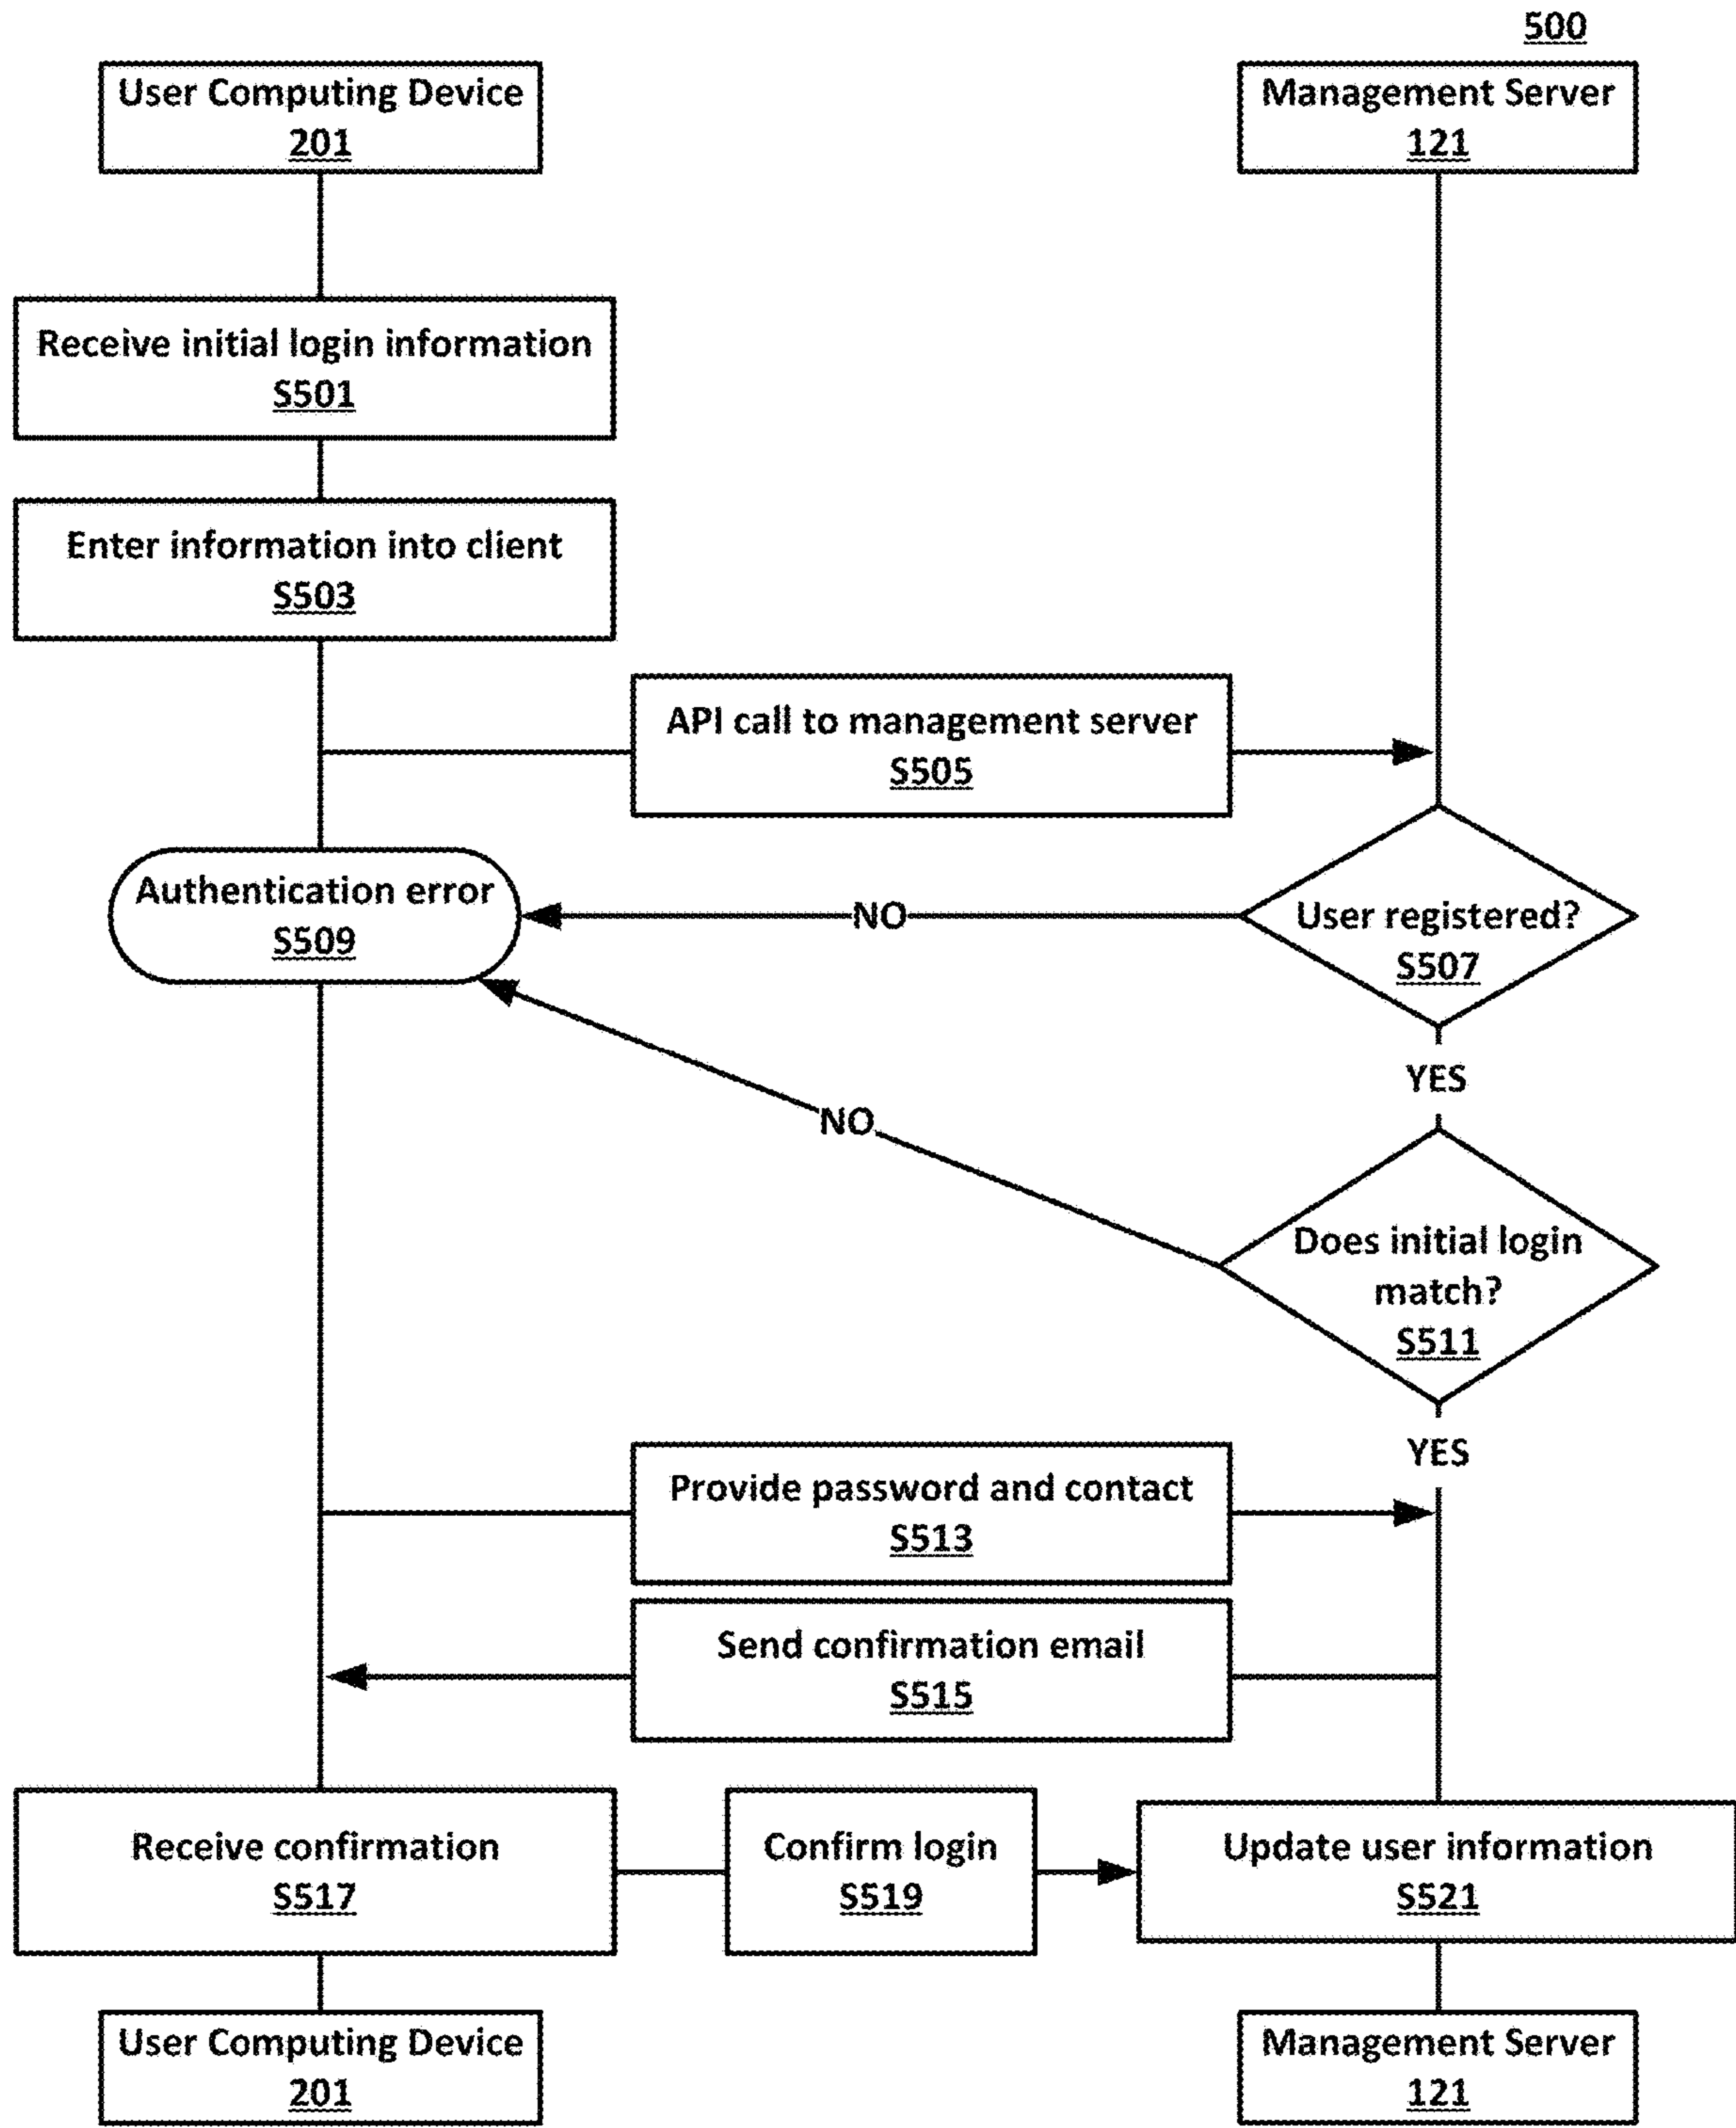 500
User Computing Device
201
Management Server
121
Receive initial login information
S501
Enter information into client
S503
API call to management server
S505
Authentication error
S509
NO
User registered?
S507
YES
NO
Does initial login
match?
S511
YES
Provide password and contact
S513
Send confirmation email
S515
Receive confirmation
S517
Confirm login
S519
Update user information
S521
User Computing Device
201
Management Server
121